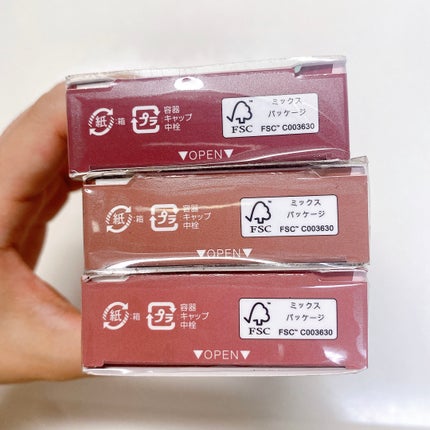 紙 :箱
プラ
容器
キャップ
中栓
FSC
ミックス
パッケージ
FSC™ C003630
▼OPEN▼
紙 :箱
プラ
容器
キャップ
中栓
FSC
ミックス
パッケージ
FSC™ C003630
▼OPEN▼
紙 :箱
プラ
容器
キャップ
中栓
FSC
ミックス
パッケージ
FSC™ C003630
▼OPEN▼